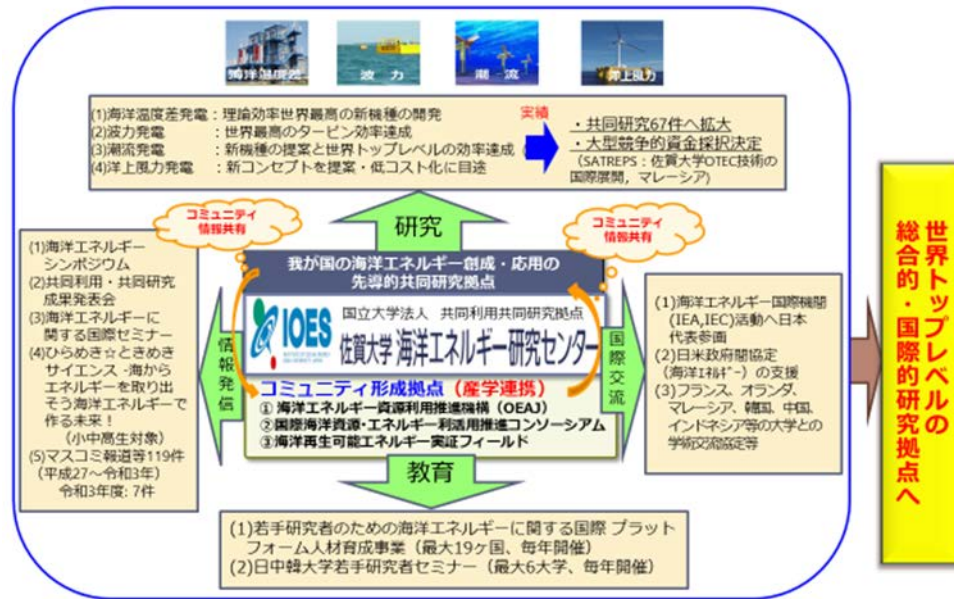 海洋温度差
波力
潮流
洋上風力
(1)海洋温度差発電：理論効率世界最高の新機種の開発
(2)波力発電　　　：世界最高のタービン効率達成
(3)潮流発電　　　：新機種の提案と世界トップレベルの効率達成（
(4)洋上風力発電　：新コンセプトを提案・低コスト化に目途
実績
・共同研究67件へ拡大
・大型競争的資金採択決定
（SATREPS：佐賀大学OTEC技術の
国際展開，マレーシア）
コミュニティ
情報共有
研究
コミュニティ
情報共有
(1)海洋エネルギー
シンポジウム
(2)共同利用・共同研究
成果発表会
(3)海洋エネルギーに
関する国際セミナー
(4)ひらめき☆ときめき
サイエンス -海から
エネルギーを取り出
そう海洋エネルギーで
作る未来！
（小中高生対象）
(5)マスコミ報道等119件
（平成27～令和3年）
令和3年度: 7件
情報発信
我が国の海洋エネルギー創成・応用の
先導的共同研究拠点
IOES
国立大学法人　共同利用共同研究拠点
佐賀大学 海洋エネルギー研究センター
コミュニティ形成拠点（産学連携）
① 海洋エネルギー資源利用推進機構（OEAJ）
②国際海洋資源・エネルギー利活用推進コンソーシアム
③海洋再生可能エネルギー実証フィールド
国際交流
(1)海洋エネルギー国際機関
(IEA,IEC)活動へ日本
代表参画
(2)日米政府間協定
（海洋ｴﾈﾙｷﾞｰ）の支援
(3)フランス、オランダ、
マレーシア、韓国、中国、
インドネシア等の大学との
学術交流協定等
教育
(1)若手研究者のための海洋エネルギーに関する国際 プラット
フォーム人材育成事業（最大19ヶ国、毎年開催）
(2)日中韓大学若手研究者セミナー（最大6大学、毎年開催）
世界トップレベルの
総合的・国際的研究拠点へ